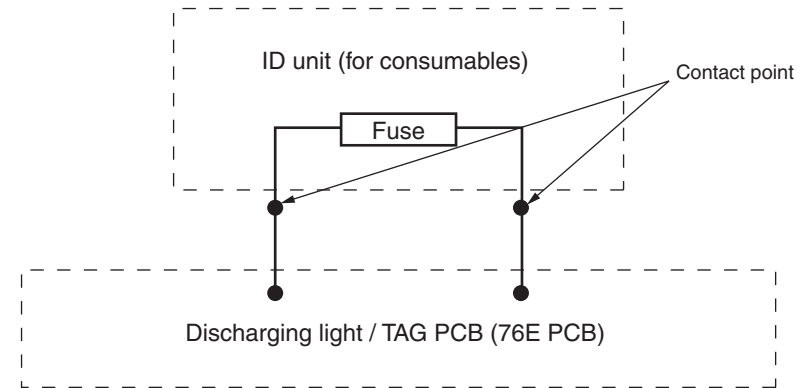 ID unit (for consumables)
Contact point
Fuse
Discharging light / TAG PCB (76E PCB)